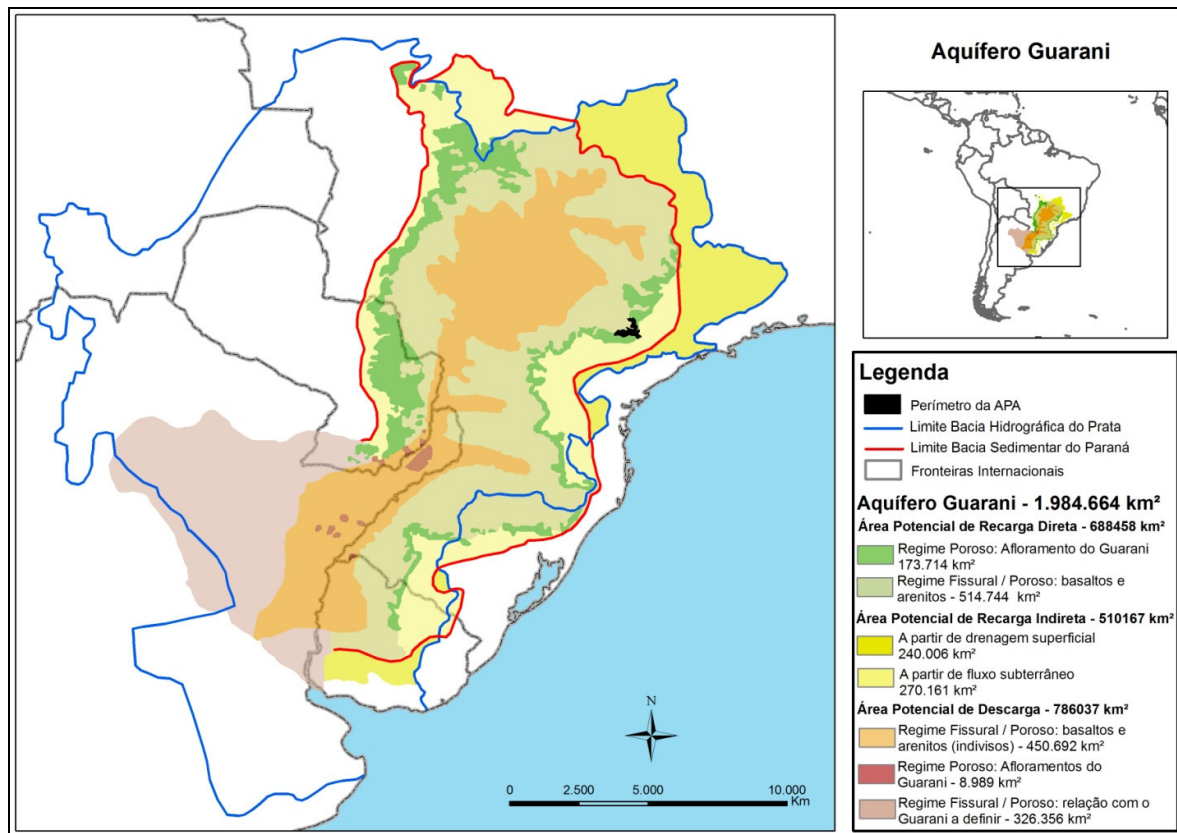 Aquífero Guarani
Legenda
Perímetro da APA
Limite Bacia Hidrográfica do Prata
Limite Bacia Sedimentar do Paraná
Fronteiras Internacionais
Aquífero Guarani - 1.984.664 km²
Área Potencial de Recarga Direta - 688458 km²
Regime Poroso: Afloramento do Guarani
173.714 km²
Regime Fissural / Poroso: basaltos e
arenitos - 514.744 km²
Área Potencial de Recarga Indireta - 510167 km²
A partir de drenagem superficial
240.006 km²
A partir de fluxo subterrâneo
270.161 km²
Área Potencial de Descarga - 786037 km²
Regime Fissural / Poroso: basaltos e
arenitos (indivisos) - 450.692 km²
Regime Poroso: Afloramentos do
Guarani - 8.989 km²
Regime Fissural / Poroso: relação com o
Guarani a definir - 326.356 km²
N
0 2.500 5.000 10.000
Km